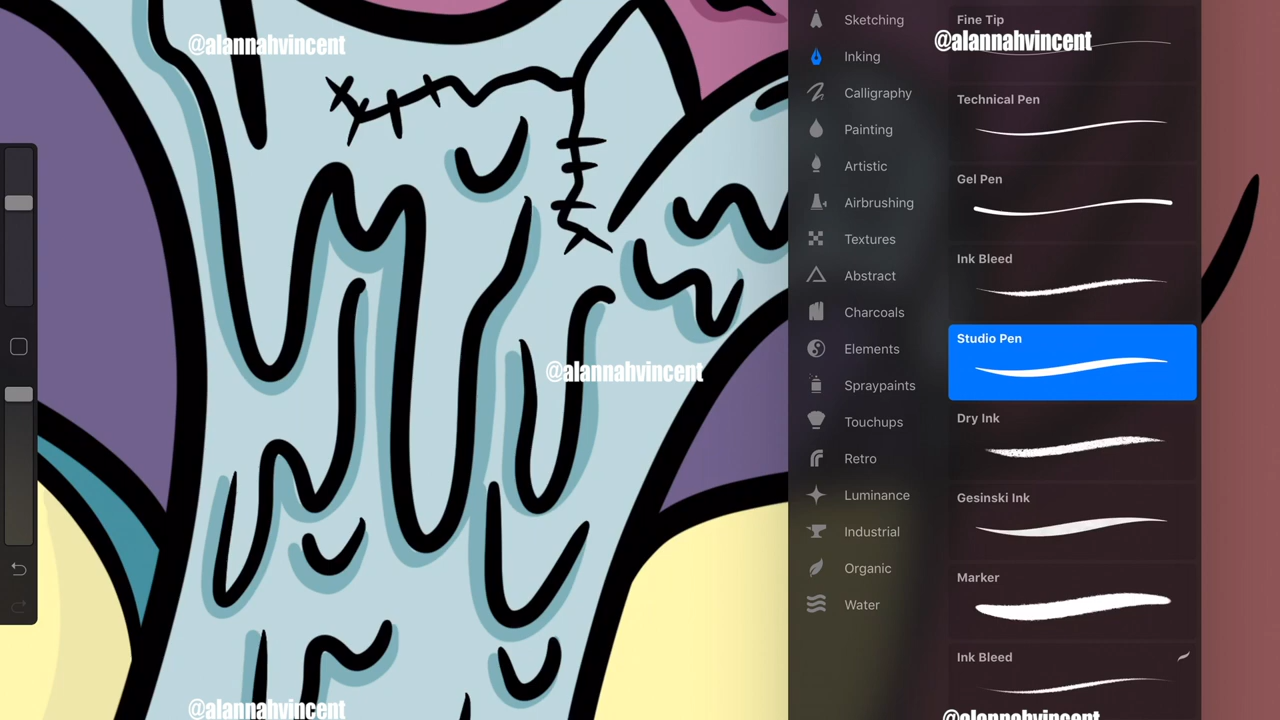 @alannahvincent
Sketching
Inking
Calligraphy
Painting
Artistic
Airbrushing
Textures
Abstract
Charcoals
Elements
Spraypaints
Touchups
Retro
Luminance
Industrial
Organic
Water
Fine Tip
@alannahvincent
Technical Pen
Gel Pen
Ink Bleed
Studio Pen
Dry Ink
Gesinski Ink
Marker
Ink Bleed
@alannahvincent
@alannahvincent
@alannahvincent